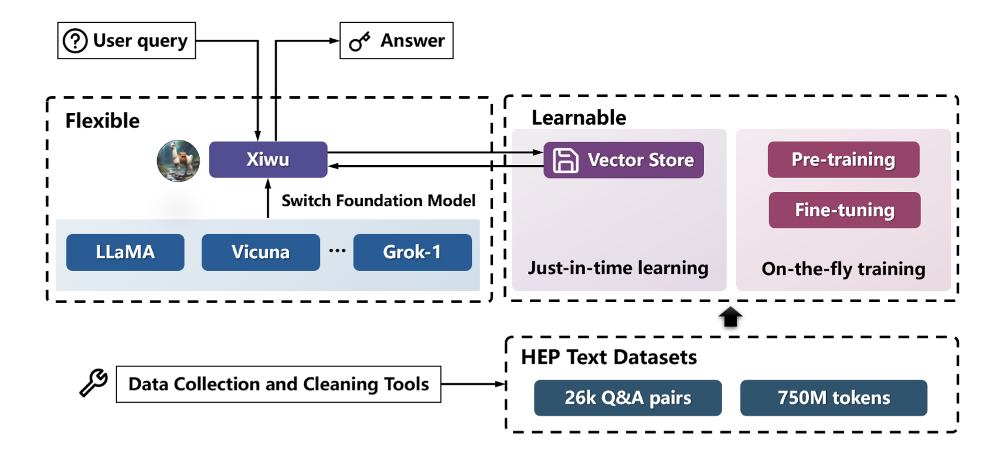 User query
Answer
Flexible
Xiwu
Switch Foundation Model
LLaMA
Vicuna
...
Grok-1
Learnable
Vector Store
Just-in-time learning
Pre-training
Fine-tuning
On-the-fly training
Data Collection and Cleaning Tools
HEP Text Datasets
26k Q&A pairs
750M tokens